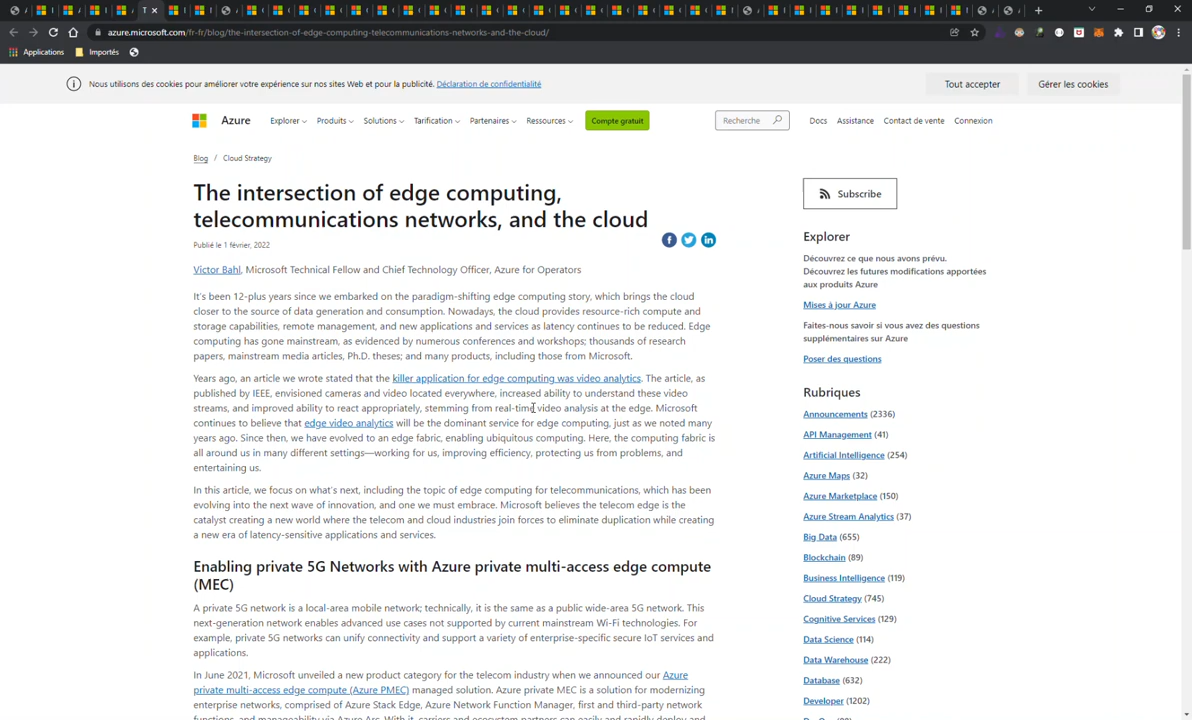 azure.microsoft.com/fr-fr/blog/the-intersection-of-edge-computing-telecommunications-networks-and-the-cloud/
Applications
Importés
Nous utilisons des cookies pour améliorer votre expérience sur nos sites Web et pour la publicité. Déclaration de confidentialité
Tout accepter
Gérer les cookies
Azure
Explorer
Produits
Solutions
Tarification
Partenaires
Ressources
Compte gratuit
Recherche
Docs
Assistance
Contact de vente
Connexion
Blog / Cloud Strategy
The intersection of edge computing,
telecommunications networks, and the cloud
Publié le 1 février, 2022
Victor Bahl, Microsoft Technical Fellow and Chief Technology Officer, Azure for Operators
It's been 12-plus years since we embarked on the paradigm-shifting edge computing story, which brings the cloud
closer to the source of data generation and consumption. Nowadays, the cloud provides resource-rich compute and
storage capabilities, remote management, and new applications and services as latency continues to be reduced. Edge
computing has gone mainstream, as evidenced by numerous conferences and workshops; thousands of research
papers, mainstream media articles, Ph.D. theses; and many products, including those from Microsoft.
Years ago, an article we wrote stated that the killer application for edge computing was video analytics. The article, as
published by IEEE, envisioned cameras and video located everywhere, increased ability to understand these video
streams, and improved ability to react appropriately, stemming from real-time video analysis at the edge. Microsoft
continues to believe that edge video analytics will be the dominant service for edge computing, just as we noted many
years ago. Since then, we have evolved to an edge fabric, enabling ubiquitous computing. Here, the computing fabric is
all around us in many different settings—working for us, improving efficiency, protecting us from problems, and
entertaining us.
In this article, we focus on what's next, including the topic of edge computing for telecommunications, which has been
evolving into the next wave of innovation, and one we must embrace. Microsoft believes the telecom edge is the
catalyst creating a new world where the telecom and cloud industries join forces to eliminate duplication while creating
a new era of latency-sensitive applications and services.
Enabling private 5G Networks with Azure private multi-access edge compute
(MEC)
A private 5G network is a local-area mobile network; technically, it is the same as a public wide-area 5G network. This
next-generation network enables advanced use cases not supported by current mainstream Wi-Fi technologies. For
example, private 5G networks can unify connectivity and support a variety of enterprise-specific secure IoT services and
applications.
In June 2021, Microsoft unveiled a new product category for the telecom industry when we announced our Azure
private multi-access edge compute (Azure PMEC) managed solution. Azure private MEC is a solution for modernizing
enterprise networks, comprised of Azure Stack Edge, Azure Network Function Manager, first and third-party network
functions, and manageability via Azure Arc. With it, carriers and ecosystem partners can easily and rapidly deploy and
Subscribe
Explorer
Découvrez ce que nous avons prévu.
Découvrez les futures modifications apportées
aux produits Azure
Mises à jour Azure
Faites-nous savoir si vous avez des questions
supplémentaires sur Azure
Poser des questions
Rubriques
Announcements (2336)
API Management (41)
Artificial Intelligence (254)
Azure Maps (32)
Azure Marketplace (150)
Azure Stream Analytics (37)
Big Data (655)
Blockchain (89)
Business Intelligence (119)
Cloud Strategy (745)
Cognitive Services (129)
Data Science (114)
Data Warehouse (222)
Database (632)
Developer (1202)